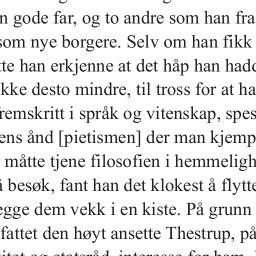 n gode far, og to andre som han fra
som nye borgere. Selv om han fikk
tte han erkjenne at det håp han had
kke desto mindre, til tross for at ha
remskritt i språk og vitenskap, spes
ens ånd [pietismen] der man kjemp
måtte tjene filosofien i hemmeligh
å besøk, fant han det klokest å flytte
egge dem vekk i en kiste. På grunn
fattet den høyt ansette Thestrup, på